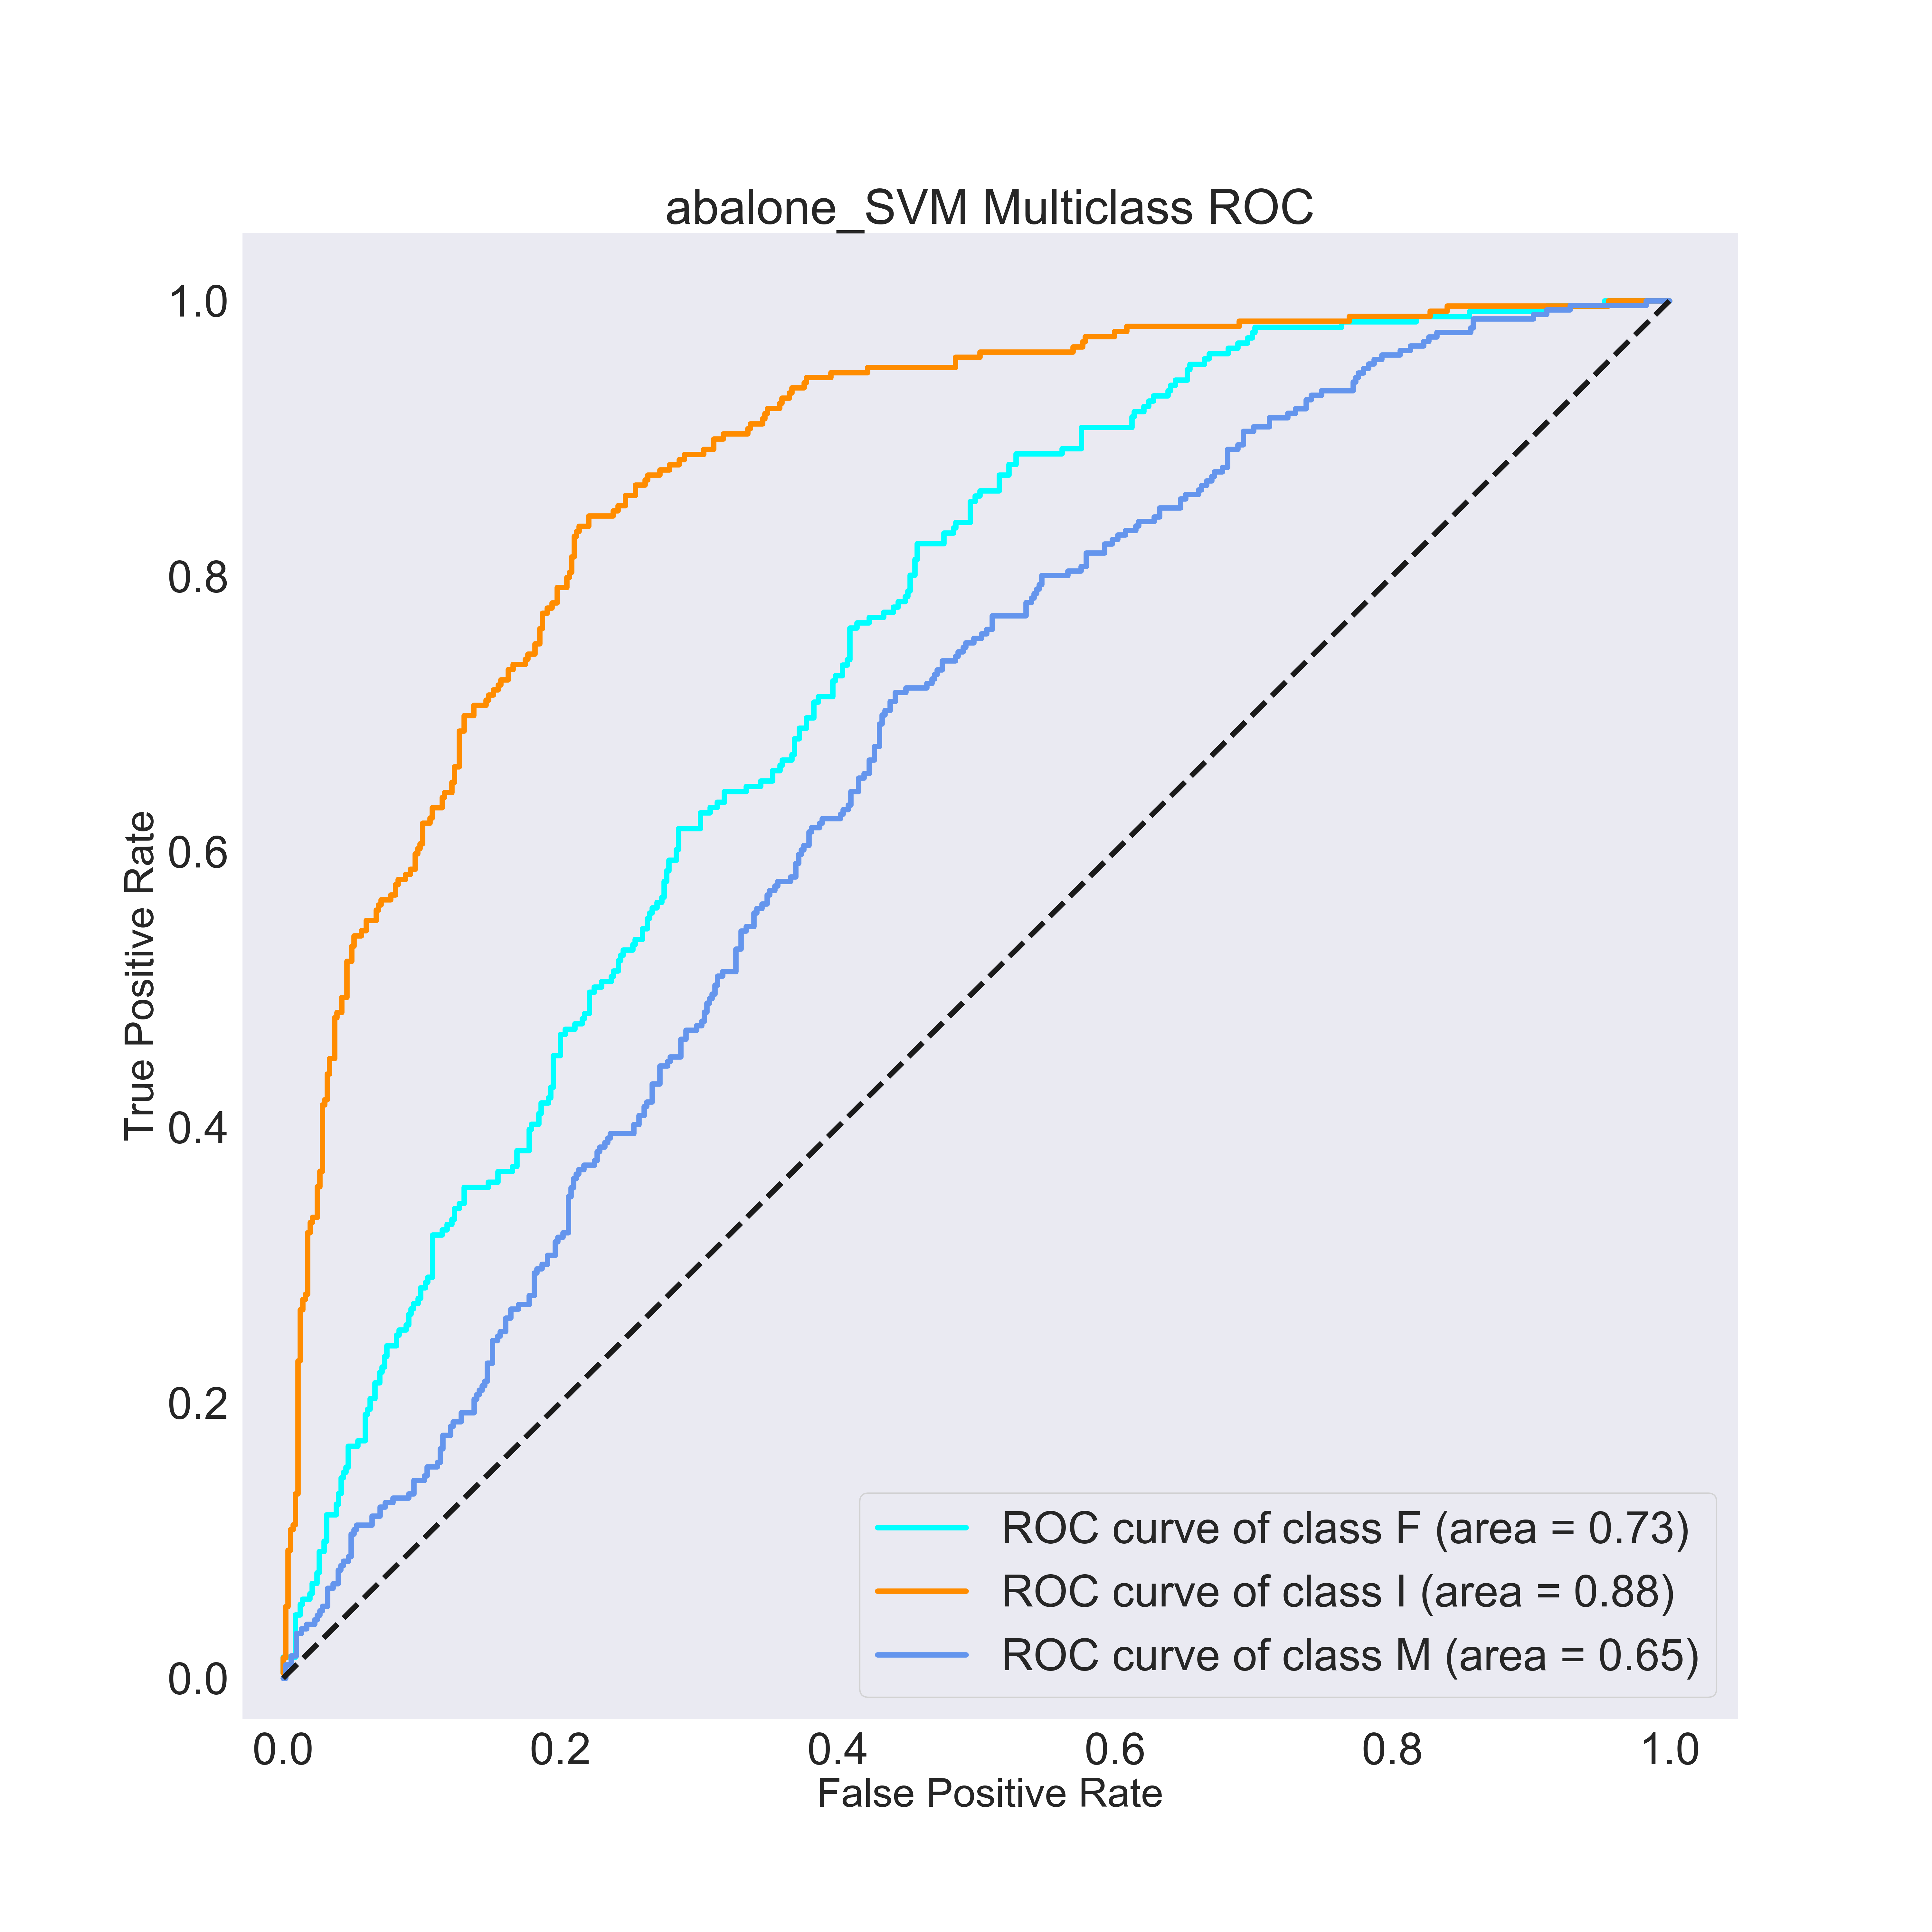 abalone_SVM Multiclass ROC
True Positive Rate
1.0
0.8
0.6
0.4
0.2
0.0
ROC curve of class F (area = 0.73)
ROC curve of class I (area = 0.88)
ROC curve of class M (area = 0.65)
0.0 0.2 0.4 0.6 0.8 1.0
False Positive Rate